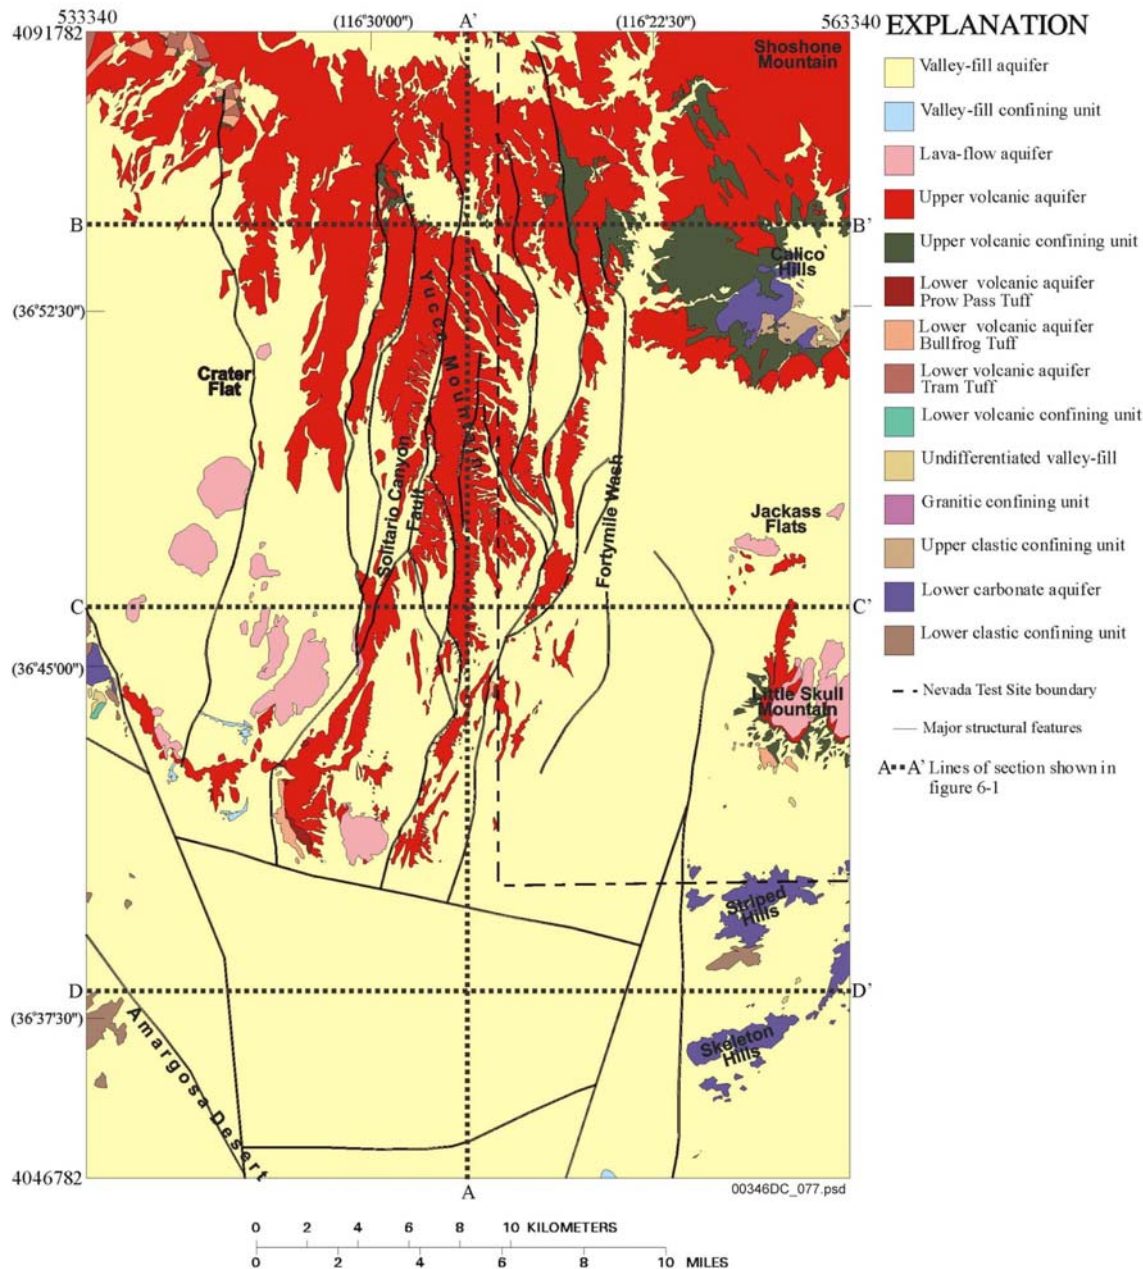 533340
(116°30'00")
A'
(116°22'30")
563340
EXPLANATION
4091782
Shoshone
Mountain
Valley-fill aquifer
Valley-fill confining unit
Lava-flow aquifer
Upper volcanic aquifer
B
B'
Upper volcanic confining unit
Calico
Hills
Lower volcanic aquifer
Prow Pass Tuff
(36°52'30")
Yucca Mountain
Lower volcanic aquifer
Bullfrog Tuff
Crater
Flat
Lower volcanic aquifer
Tram Tuff
Lower volcanic confining unit
Undifferentiated valley-fill
Solitario Canyon
Fault
Fortymile Wash
Granitic confining unit
Jackass
Flats
Upper clastic confining unit
Lower carbonate aquifer
C
C'
Lower clastic confining unit
(36°45'00")
Little Skull
Mountain
Nevada Test Site boundary
Major structural features
A A' Lines of section shown in
figure 6-1
Striped
Hills
D
D'
(36°37'30")
Amargosa Desert
Skeleton
Hills
4046782
A
00346DC_077.psd
0 2 4 6 8 10 KILOMETERS
0 2 4 6 8 10 MILES